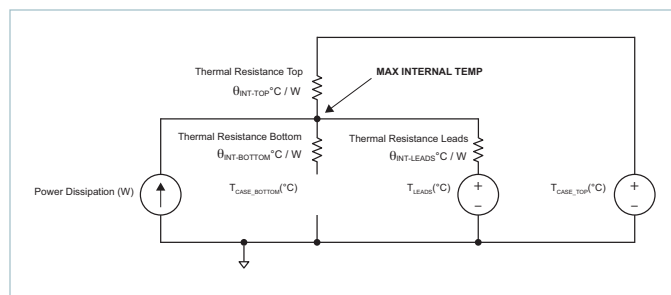 Thermal Resistance Top
θINT-TOP°C / W
MAX INTERNAL TEMP
Thermal Resistance Bottom
θINT-BOTTOM°C / W
Thermal Resistance Leads
θINT-LEADS°C / W
Power Dissipation (W)
TCASE_BOTTOM(°C)
TLEADS(°C)
TCASE_TOP(°C)
+
–
+
–